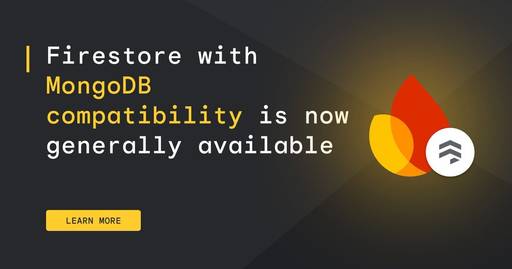 Firestore with
MongoDB
compatibility is now
generally available
LEARN MORE